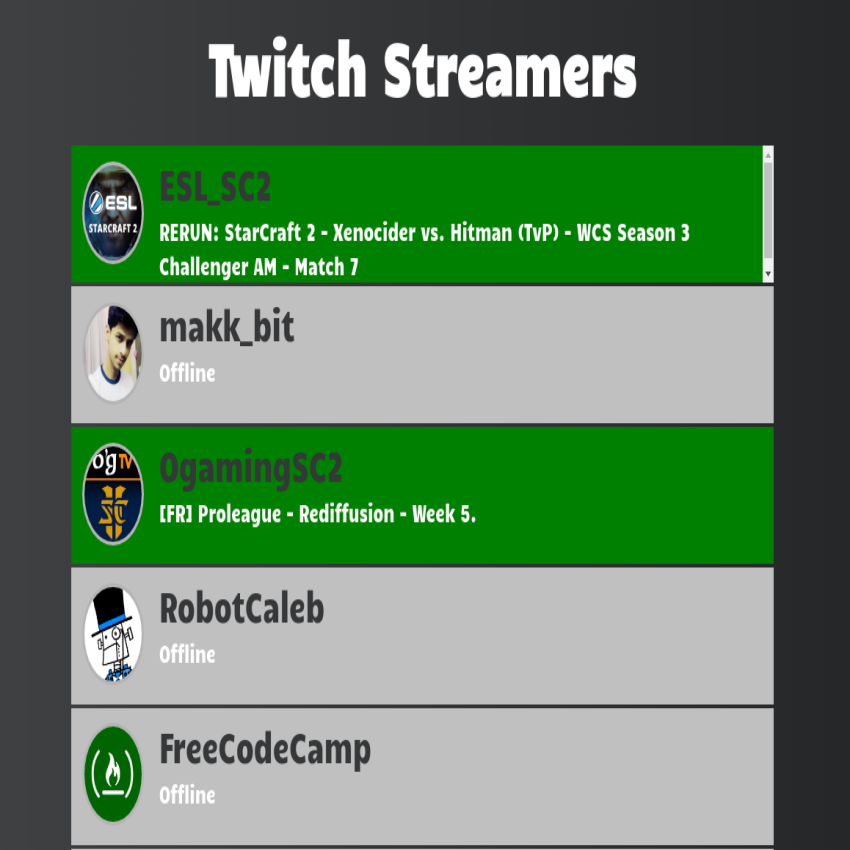 Twitch Streamers
ESL_SC2
ESL
STARCRAFT 2
RERUN: StarCraft 2 - Xenocider vs. Hitman (TvP) - WCS Season 3
Challenger AM - Match 7
makk_bit
Offline
OgamingSC2
o'gTV
SC
[FR] Proleague - Rediffusion - Week 5.
RobotCaleb
Offline
FreeCodeCamp
Offline